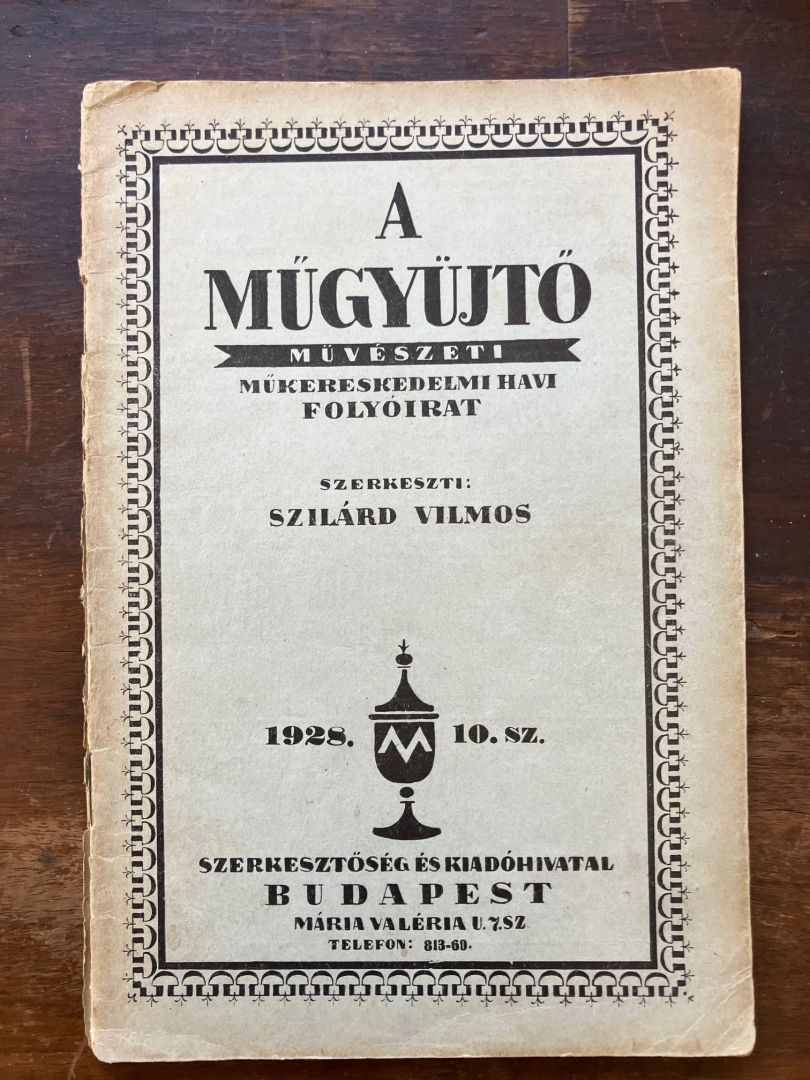 A
MŰGYÜJTŐ
MŰVÉSZETI
MŰKERESKEDELMI HAVI
FOLYÓIRAT
SZERKESZTI:
SZILÁRD VILMOS
1928. M 10. SZ.
SZERKESZTŐSÉG ÉS KIADÓHIVATAL
BUDAPEST
MÁRIA VALÉRIA U. 7. SZ
TELEFON: 813-69.